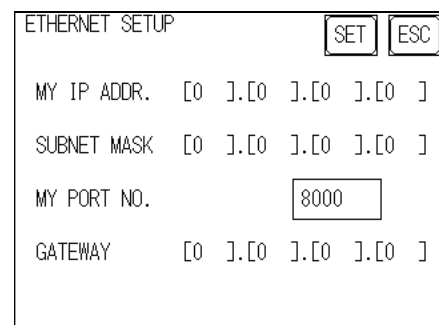 ETHERNET SETUP SET ESC
MY IP ADDR. [0 ].[0 ].[0 ].[0 ]
SUBNET MASK [0 ].[0 ].[0 ].[0 ]
MY PORT NO. 8000
GATEWAY [0 ].[0 ].[0 ].[0 ]